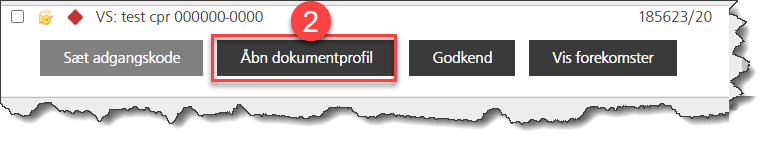 VS: test cpr 000000-0000 185623/20
2
Sæt adgangskode Åbn dokumentprofil Godkend Vis forekomster